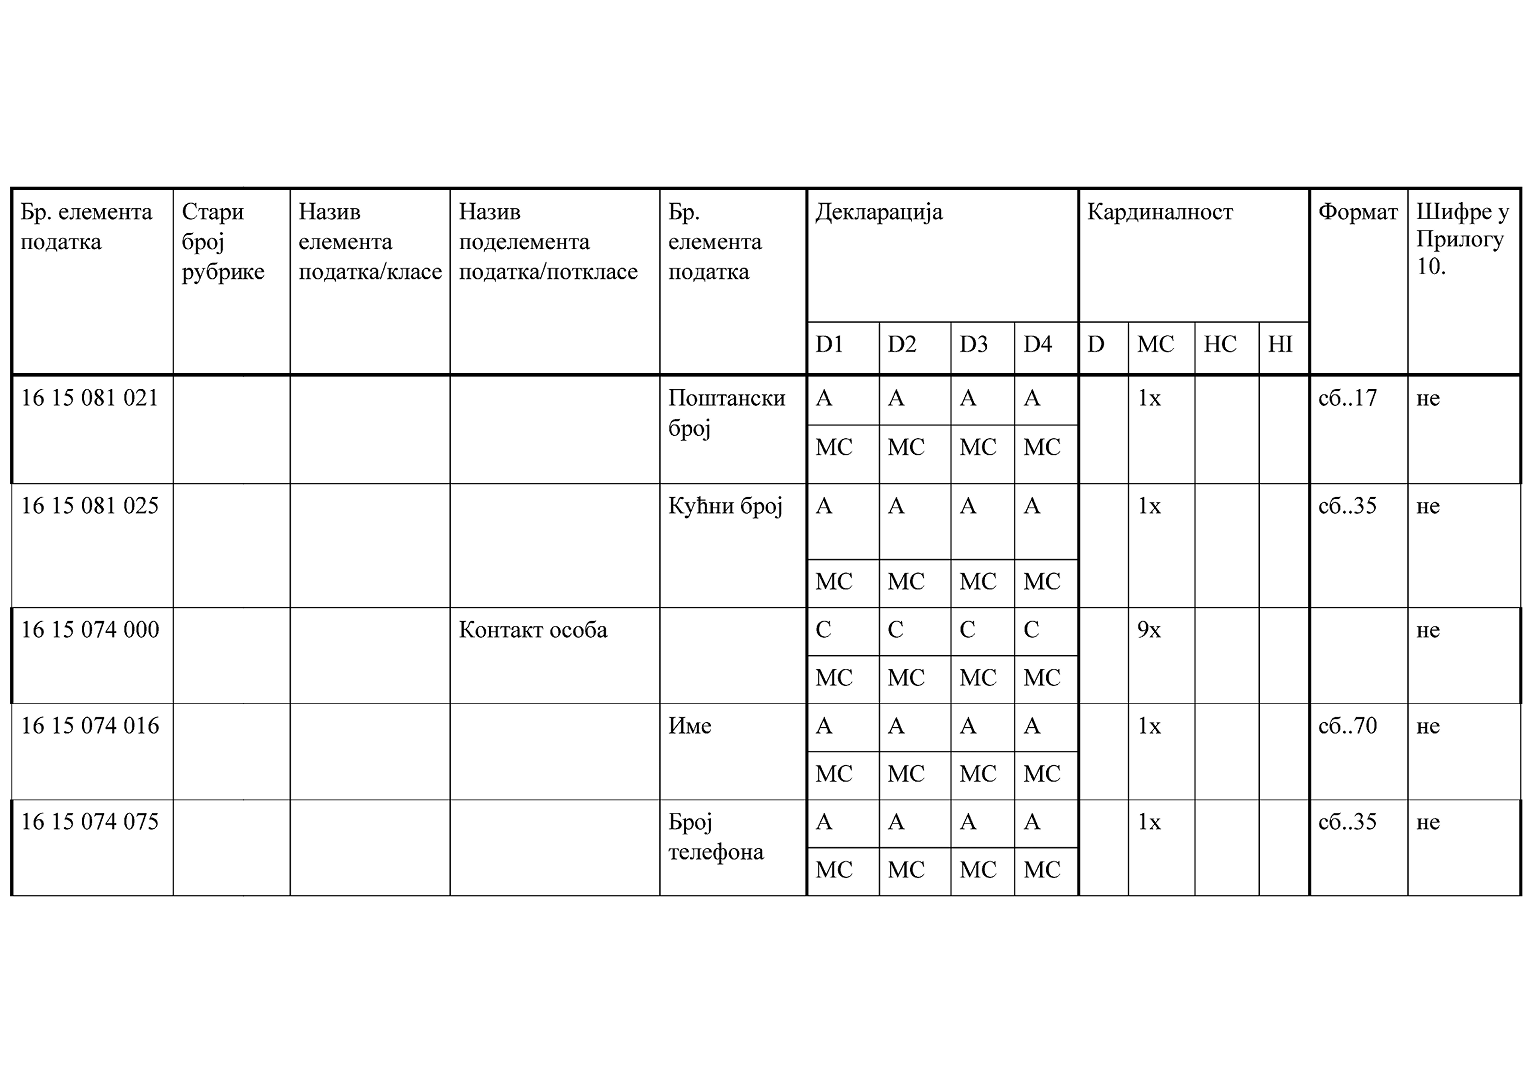 Бр. елемента податка | Стари број рубрике | Назив елемента податка/класе | Назив поделемента податка/поткласе | Бр. елемента податка | Декларација | Кардиналност | Формат | Шифре у Прилогу 10.
D1 | D2 | D3 | D4 | D | MC | HC | HI
16 15 081 021 | Поштански број | A | A | A | A | 1x | сб..17 | не
MC | MC | MC | MC
16 15 081 025 | Кућни број | A | A | A | A | 1x | сб..35 | не
MC | MC | MC | MC
16 15 074 000 | Контакт особа | C | C | C | C | 9x | не
MC | MC | MC | MC
16 15 074 016 | Име | A | A | A | A | 1x | сб..70 | не
MC | MC | MC | MC
16 15 074 075 | Број телефона | A | A | A | A | 1x | сб..35 | не
MC | MC | MC | MC